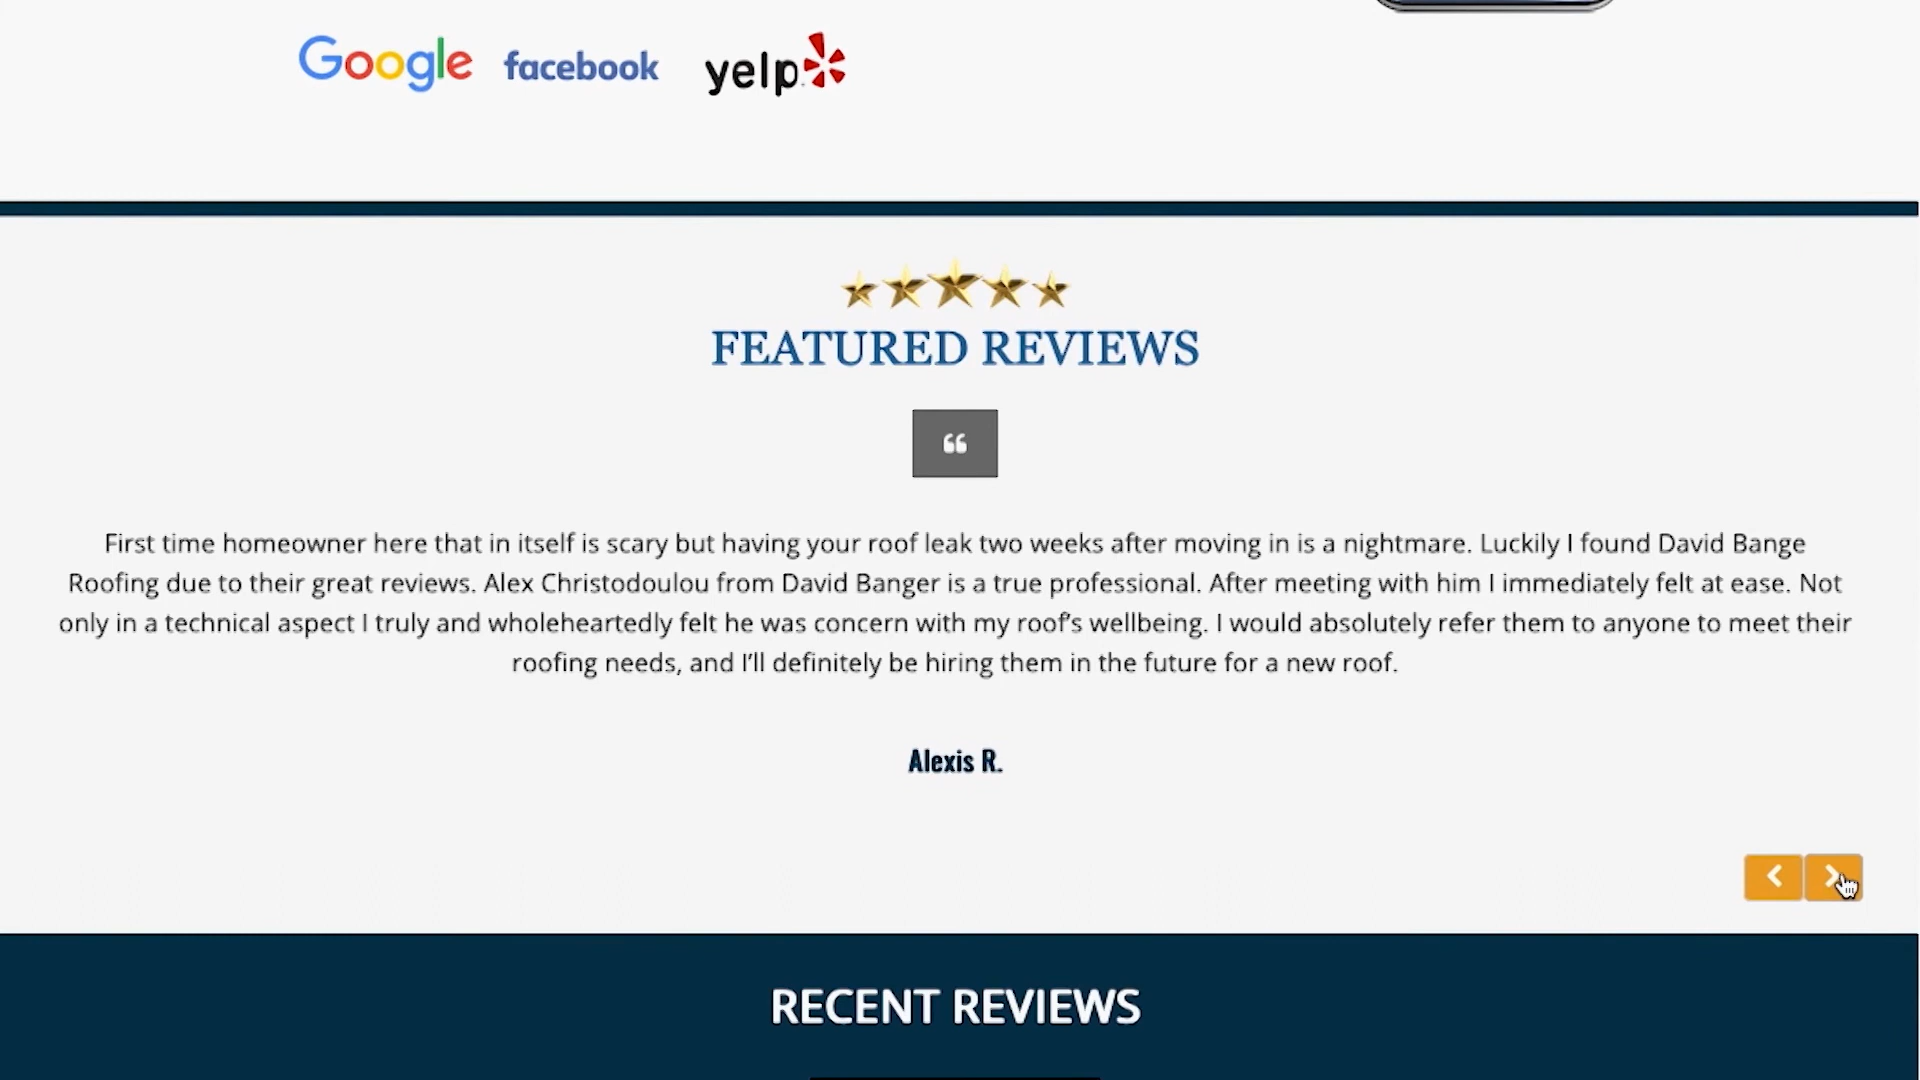 Google facebook yelp
FEATURED REVIEWS
“
First time homeowner here that in itself is scary but having your roof leak two weeks after moving in is a nightmare. Luckily I found David Bange
Roofing due to their great reviews. Alex Christodoulou from David Banger is a true professional. After meeting with him I immediately felt at ease. Not
only in a technical aspect I truly and wholeheartedly felt he was concern with my roof’s wellbeing. I would absolutely refer them to anyone to meet their
roofing needs, and I’ll definitely be hiring them in the future for a new roof.
Alexis R.
RECENT REVIEWS